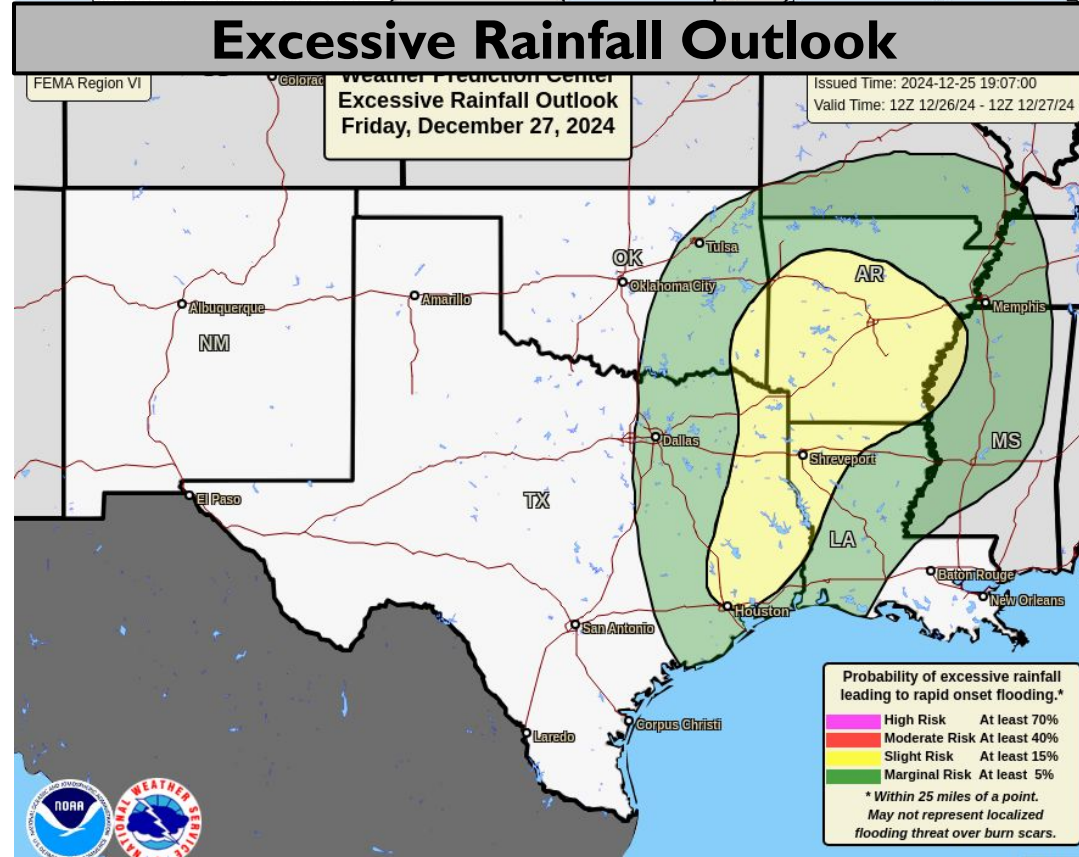 Excessive Rainfall Outlook
FEMA Region VI
Weather Prediction Center
Excessive Rainfall Outlook
Friday, December 27, 2024
Issued Time: 2024-12-25 19:07:00
Valid Time: 12Z 12/26/24 - 12Z 12/27/24
Colorad
Tulsa
OK
Oklahoma City
AR
Albuquerque
Amarillo
Memphis
NM
Dallas
MS
Shreveport
El Paso
TX
LA
Baton Rouge
New Orleans
Houston
San Antonio
Corpus Christi
Laredo
Probability of excessive rainfall
leading to rapid onset flooding.*
High Risk At least 70%
Moderate Risk At least 40%
Slight Risk At least 15%
Marginal Risk At least 5%
* Within 25 miles of a point.
May not represent localized
flooding threat over burn scars.
NOAA
NATIONAL WEATHER SERVICE